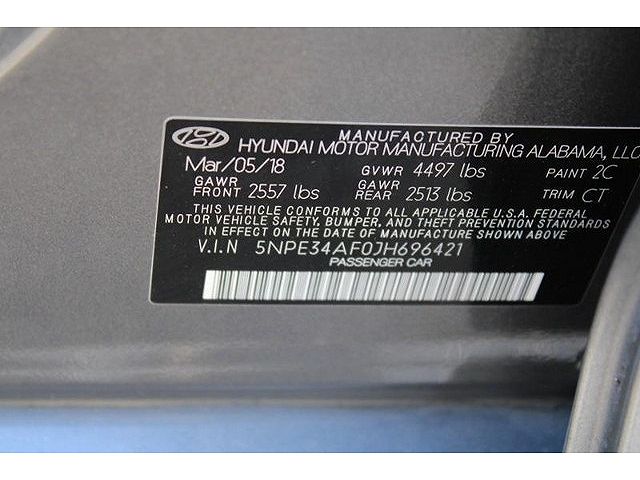 MANUFACTURED BY
HYUNDAI MOTOR MANUFACTURING ALABAMA, LLC
Mar/05/18 GVWR 4497 lbs PAINT 2C
GAWR FRONT 2557 lbs GAWR REAR 2513 lbs TRIM CT
THIS VEHICLE CONFORMS TO ALL APPLICABLE U.S.A. FEDERAL
MOTOR VEHICLE SAFETY, BUMPER, AND THEFT PREVENTION STANDARDS
IN EFFECT ON THE DATE OF MANUFACTURE SHOWN ABOVE.
V.I.N 5NPE34AF0JH696421
PASSENGER CAR